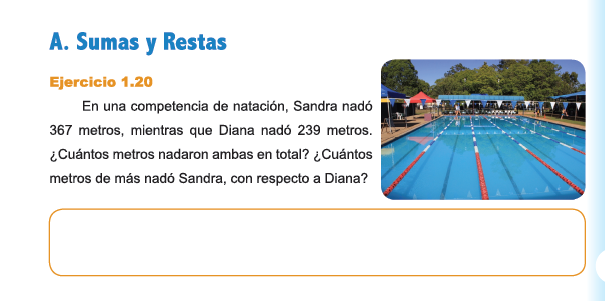 A. Sumas y Restas
Ejercicio 1.20
En una competencia de natación, Sandra nadó
367 metros, mientras que Diana nadó 239 metros.
¿Cuántos metros nadaron ambas en total? ¿Cuántos
metros de más nadó Sandra, con respecto a Diana?